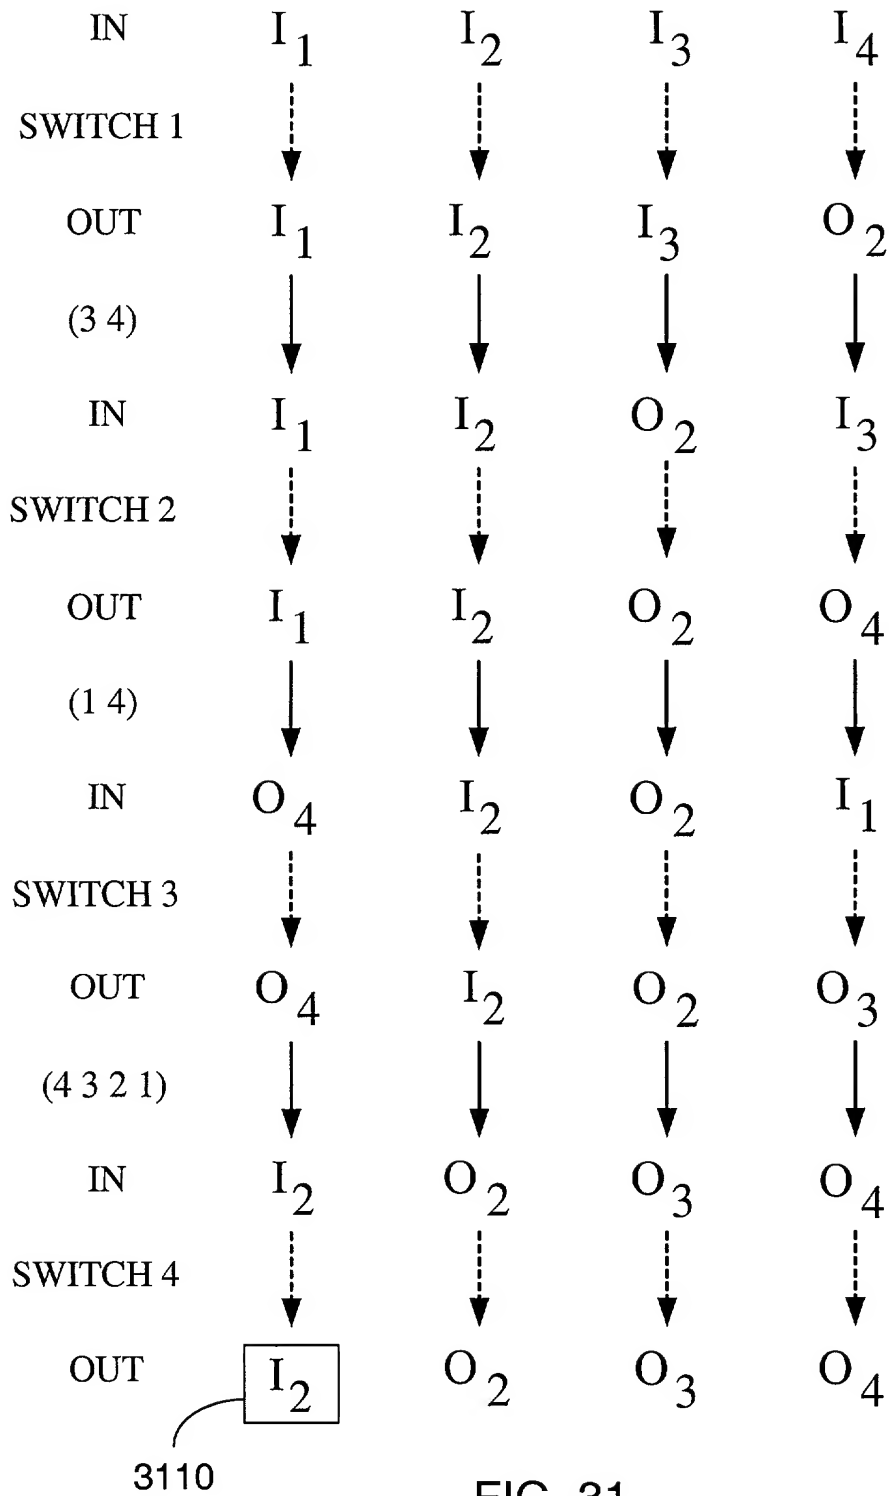 IN I₁ I₂ I₃ I₄
SWITCH 1
OUT I₁ I₂ I₃ O₂
(3 4)
IN I₁ I₂ O₂ I₃
SWITCH 2
OUT I₁ I₂ O₂ O₄
(1 4)
IN O₄ I₂ O₂ I₁
SWITCH 3
OUT O₄ I₂ O₂ O₃
(4 3 2 1)
IN I₂ O₂ O₃ O₄
SWITCH 4
OUT I₂ O₂ O₃ O₄
3110
FIG. 31